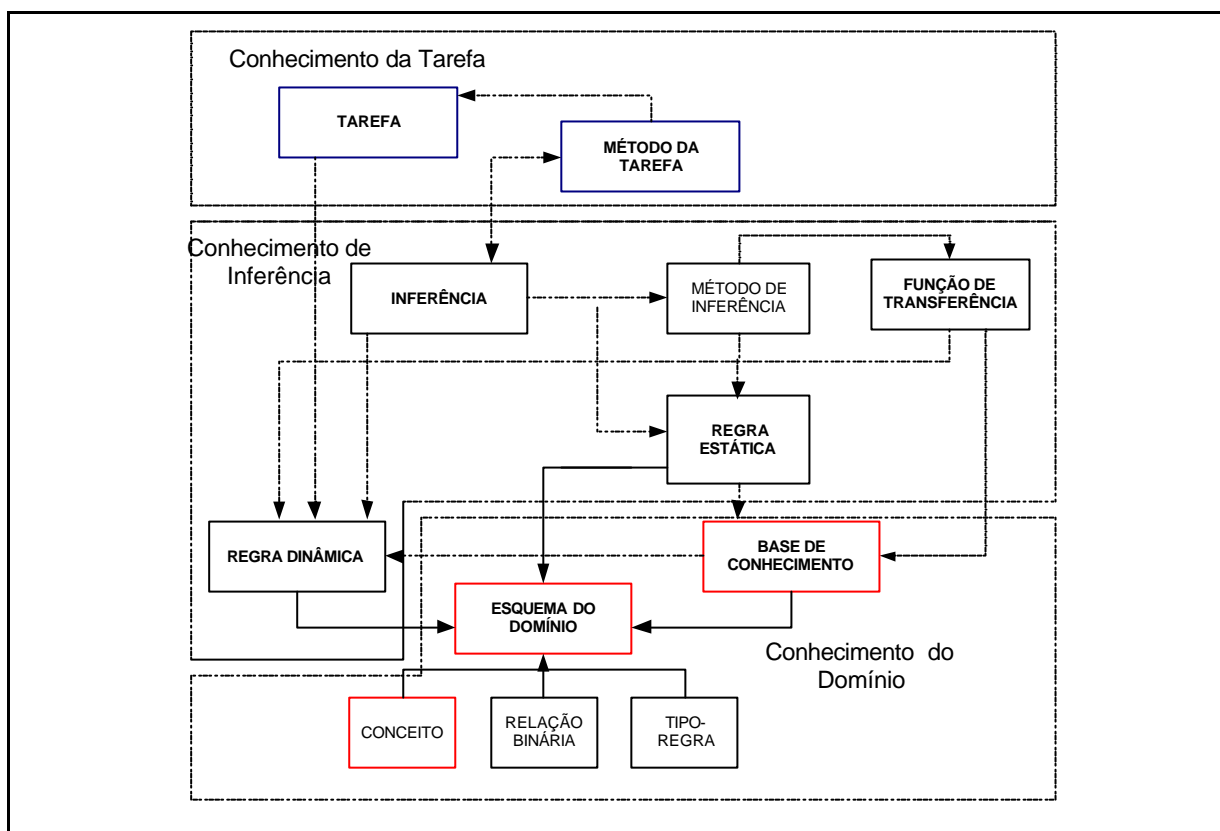 Conhecimento da Tarefa
TAREFA
MÉTODO DA
TAREFA
Conhecimento de
Inferência
INFERÊNCIA
MÉTODO DE
INFERÊNCIA
FUNÇÃO DE
TRANSFERÊNCIA
REGRA
ESTÁTICA
REGRA DINÂMICA
BASE DE
CONHECIMENTO
ESQUEMA DO
DOMÍNIO
Conhecimento do
Domínio
CONCEITO
RELAÇÃO
BINÁRIA
TIPO-
REGRA